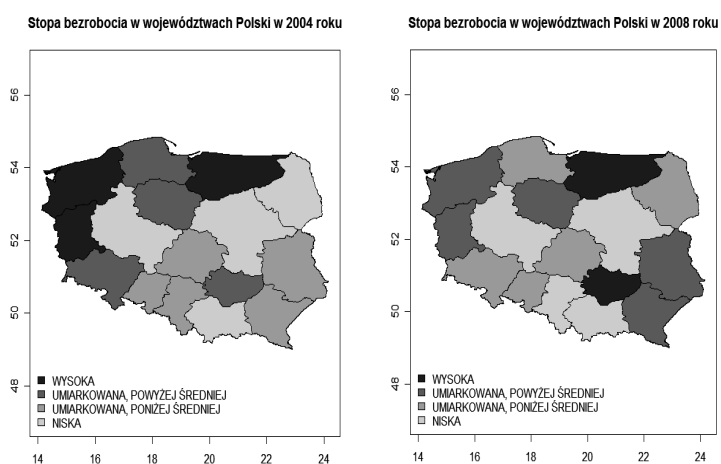 Stopa bezrobocia w województwach Polski w 2004 roku
56
54
52
50
48
WYSOKA
UMIARKOWANA, POWYŻEJ ŚREDNIEJ
UMIARKOWANA, PONIŻEJ ŚREDNIEJ
NISKA
14 16 18 20 22 24
Stopa bezrobocia w województwach Polski w 2008 roku
56
54
52
50
48
WYSOKA
UMIARKOWANA, POWYŻEJ ŚREDNIEJ
UMIARKOWANA, PONIŻEJ ŚREDNIEJ
NISKA
14 16 18 20 22 24